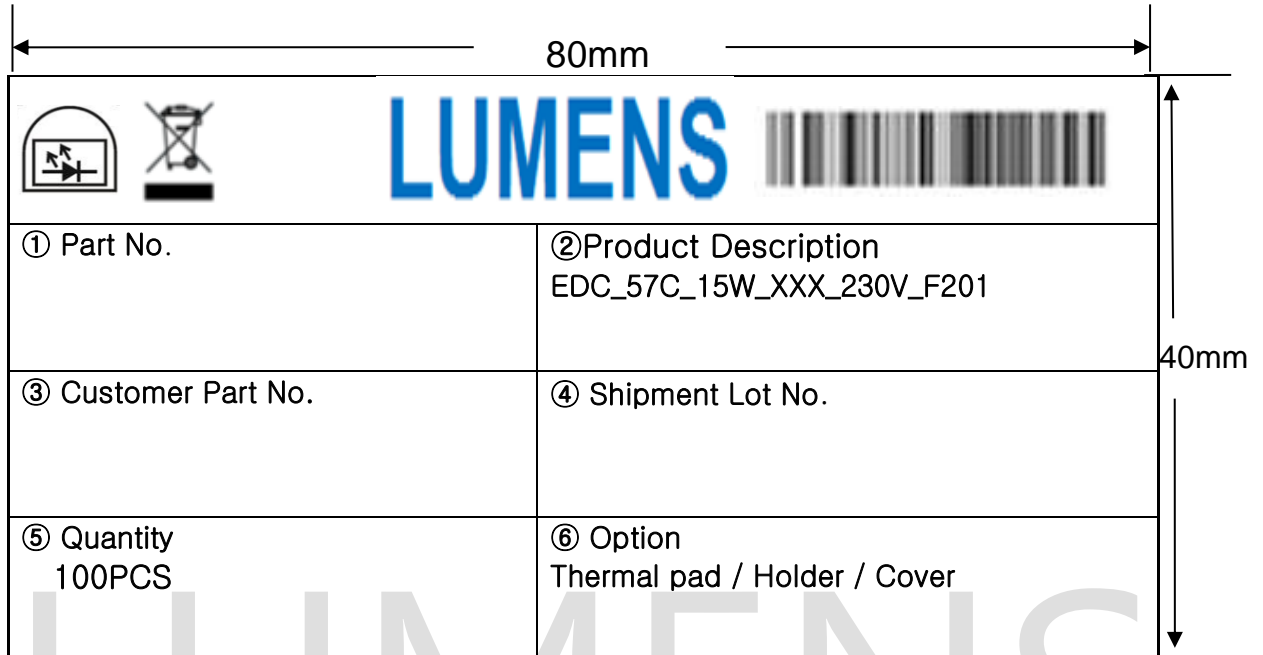 80mm
LUMENS
① Part No.
②Product Description
EDC_57C_15W_XXX_230V_F201
40mm
③ Customer Part No.
④ Shipment Lot No.
⑤ Quantity
100PCS
⑥ Option
Thermal pad / Holder / Cover
LUMENS